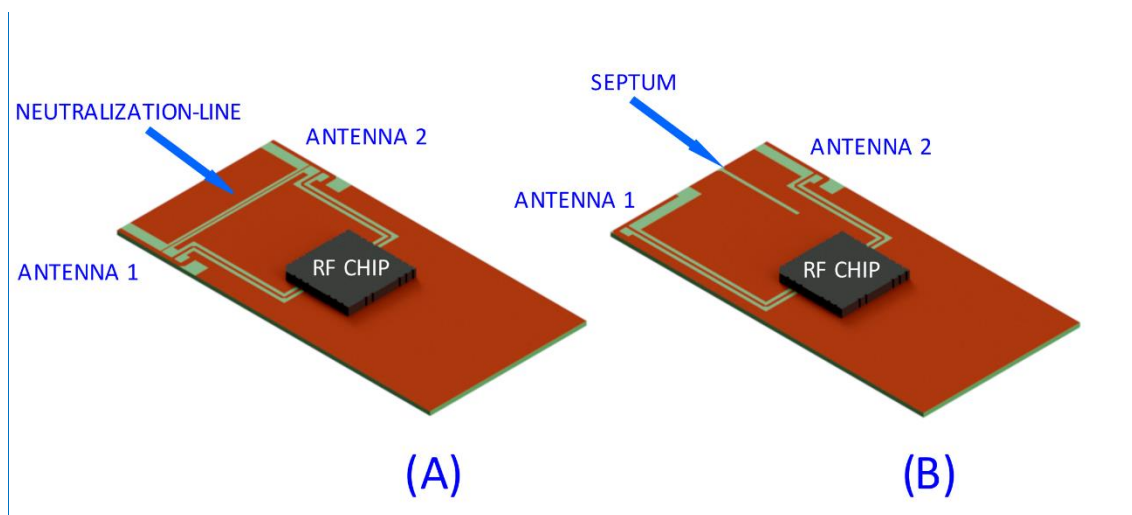 NEUTRALIZATION-LINE
ANTENNA 2
ANTENNA 1
RF CHIP
(A)
SEPTUM
ANTENNA 2
ANTENNA 1
RF CHIP
(B)